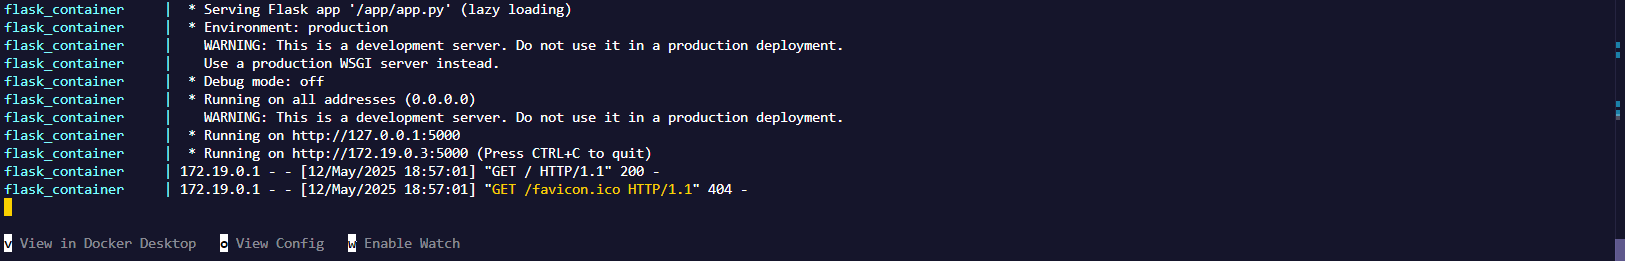 flask_container | * Serving Flask app '/app/app.py' (lazy loading)
flask_container | * Environment: production
flask_container | WARNING: This is a development server. Do not use it in a production deployment.
flask_container | Use a production WSGI server instead.
flask_container | * Debug mode: off
flask_container | * Running on all addresses (0.0.0.0)
flask_container | WARNING: This is a development server. Do not use it in a production deployment.
flask_container | * Running on http://127.0.0.1:5000
flask_container | * Running on http://172.19.0.3:5000 (Press CTRL+C to quit)
flask_container | 172.19.0.1 - - [12/May/2025 18:57:01] "GET / HTTP/1.1" 200 -
flask_container | 172.19.0.1 - - [12/May/2025 18:57:01] "GET /favicon.ico HTTP/1.1" 404 -
v View in Docker Desktop o View Config w Enable Watch